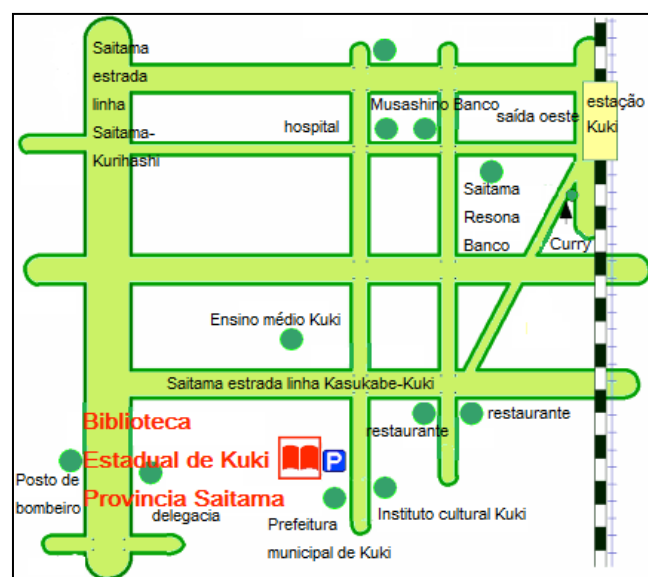 Saitama
estrada
linha
Saitama-
Kurihashi
hospital
Musashino Banco
saída oeste
estação
Kuki
Saitama
Resona
Banco
Curry
Ensino médio Kuki
Saitama estrada linha Kasukabe-Kuki
restaurante
restaurante
Biblioteca
Estadual de Kuki
P
Provincia Saitama
Posto de
bombeiro
delegacia
Prefeitura
municipal de Kuki
Instituto cultural Kuki